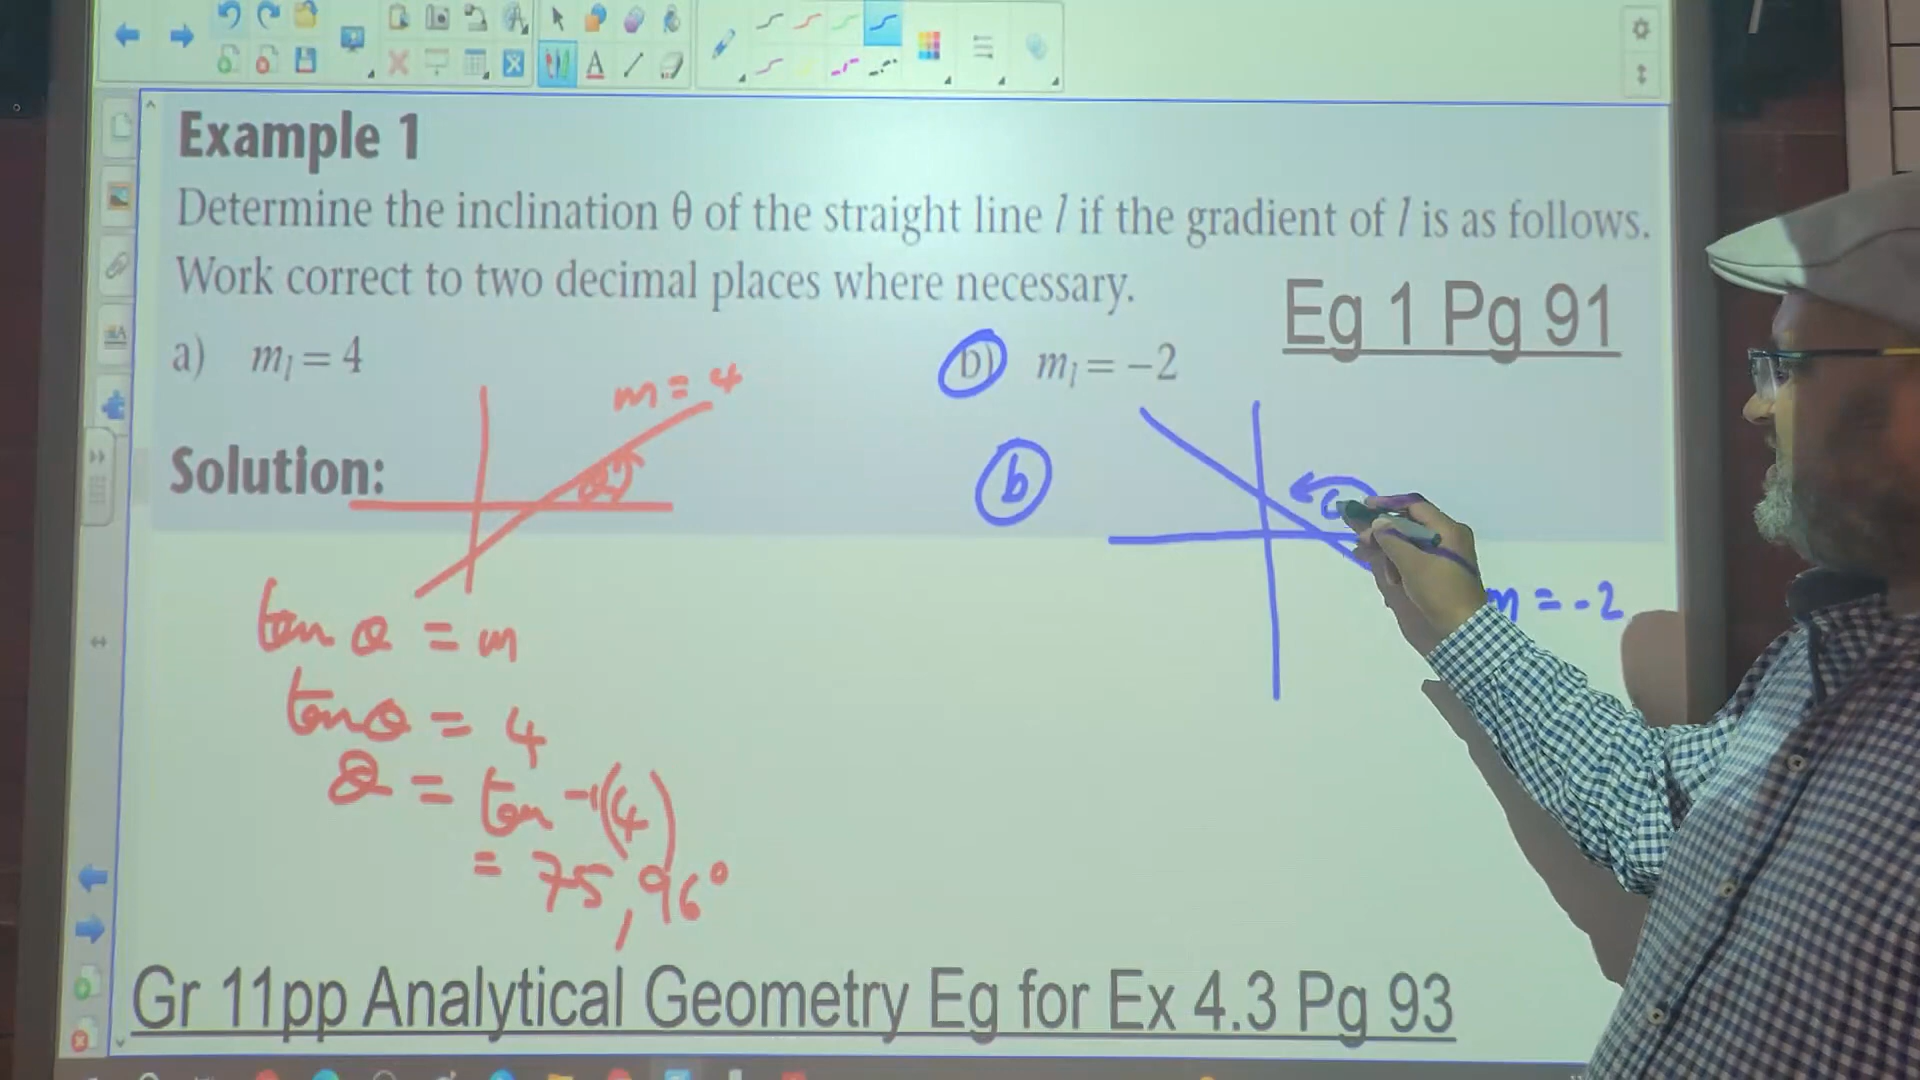 Example 1
Determine the inclination θ of the straight line l if the gradient of l is as follows.
Work correct to two decimal places where necessary.
Eg 1 Pg 91
a) m_l = 4
b) m_l = −2
m = 4
Solution:
b
θ
m = -2
tan θ = m
tan θ = 4
θ = tan⁻¹(4)
= 75,96°
Gr 11pp Analytical Geometry Eg for Ex 4.3 Pg 93